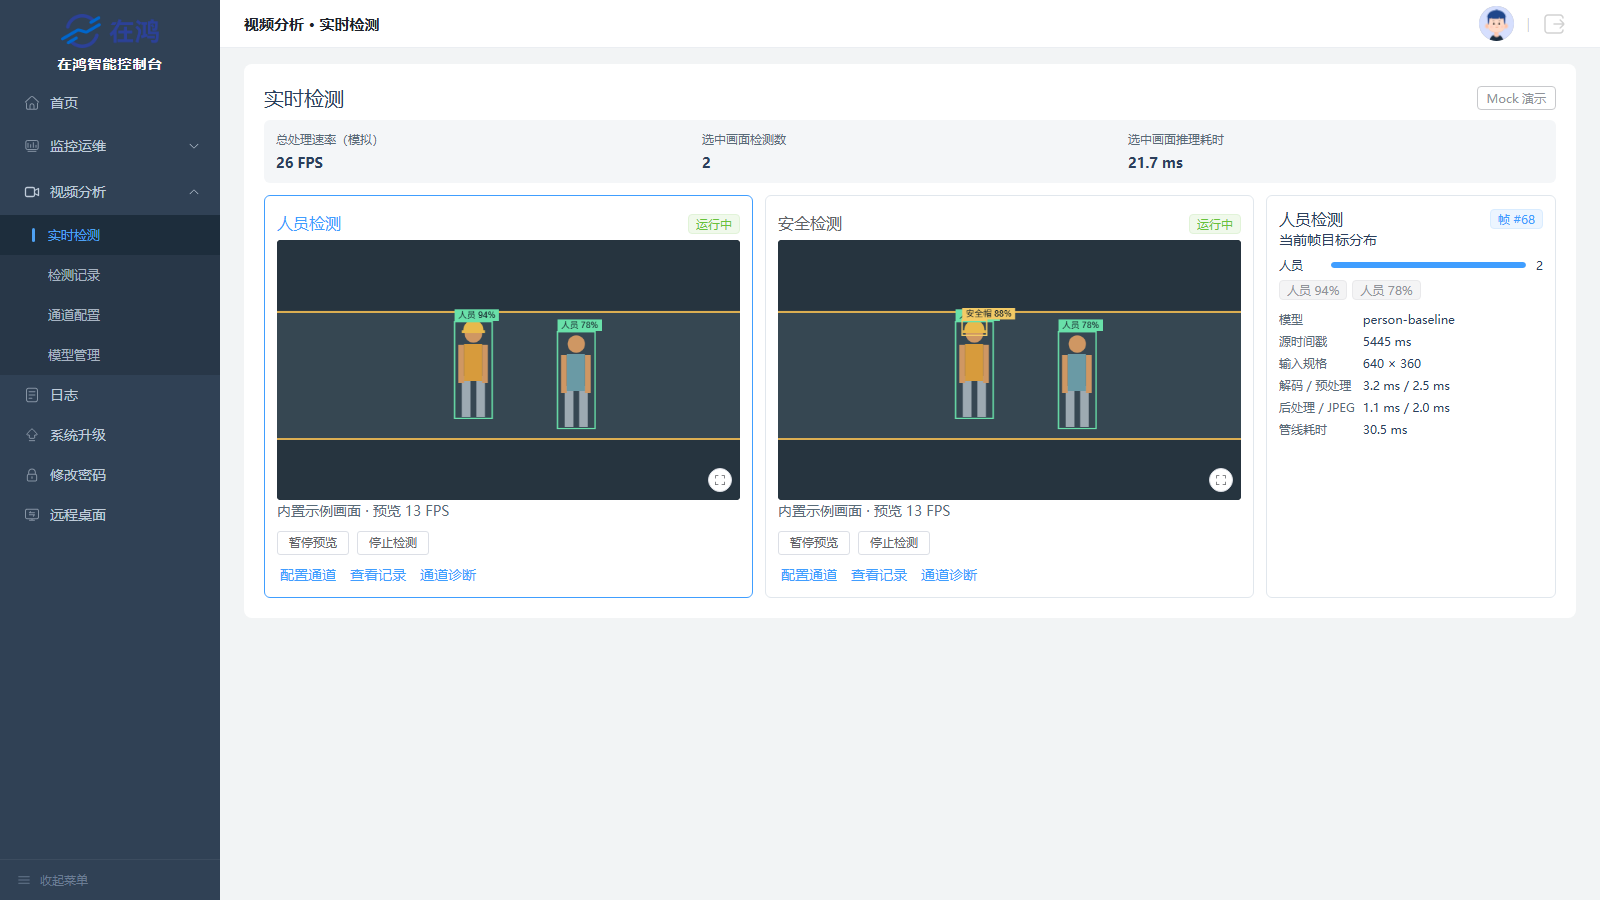 在鸿
在鸿智能控制台
首页
监控运维
视频分析
实时检测
检测记录
通道配置
模型管理
日志
系统升级
修改密码
远程桌面
收起菜单
视频分析 • 实时检测
实时检测
Mock 演示
总处理速率（模拟）
26 FPS
选中画面检测数
2
选中画面推理耗时
21.7 ms
人员检测
运行中
人员 94%
人员 78%
内置示例画面 · 预览 13 FPS
暂停预览
停止检测
配置通道
查看记录
通道诊断
安全检测
运行中
安全帽 88%
人员 78%
内置示例画面 · 预览 13 FPS
暂停预览
停止检测
配置通道
查看记录
通道诊断
人员检测
帧 #68
当前帧目标分布
人员 2
人员 94%
人员 78%
模型 person-baseline
源时间戳 5445 ms
输入规格 640 × 360
解码 / 预处理 3.2 ms / 2.5 ms
后处理 / JPEG 1.1 ms / 2.0 ms
管线耗时 30.5 ms